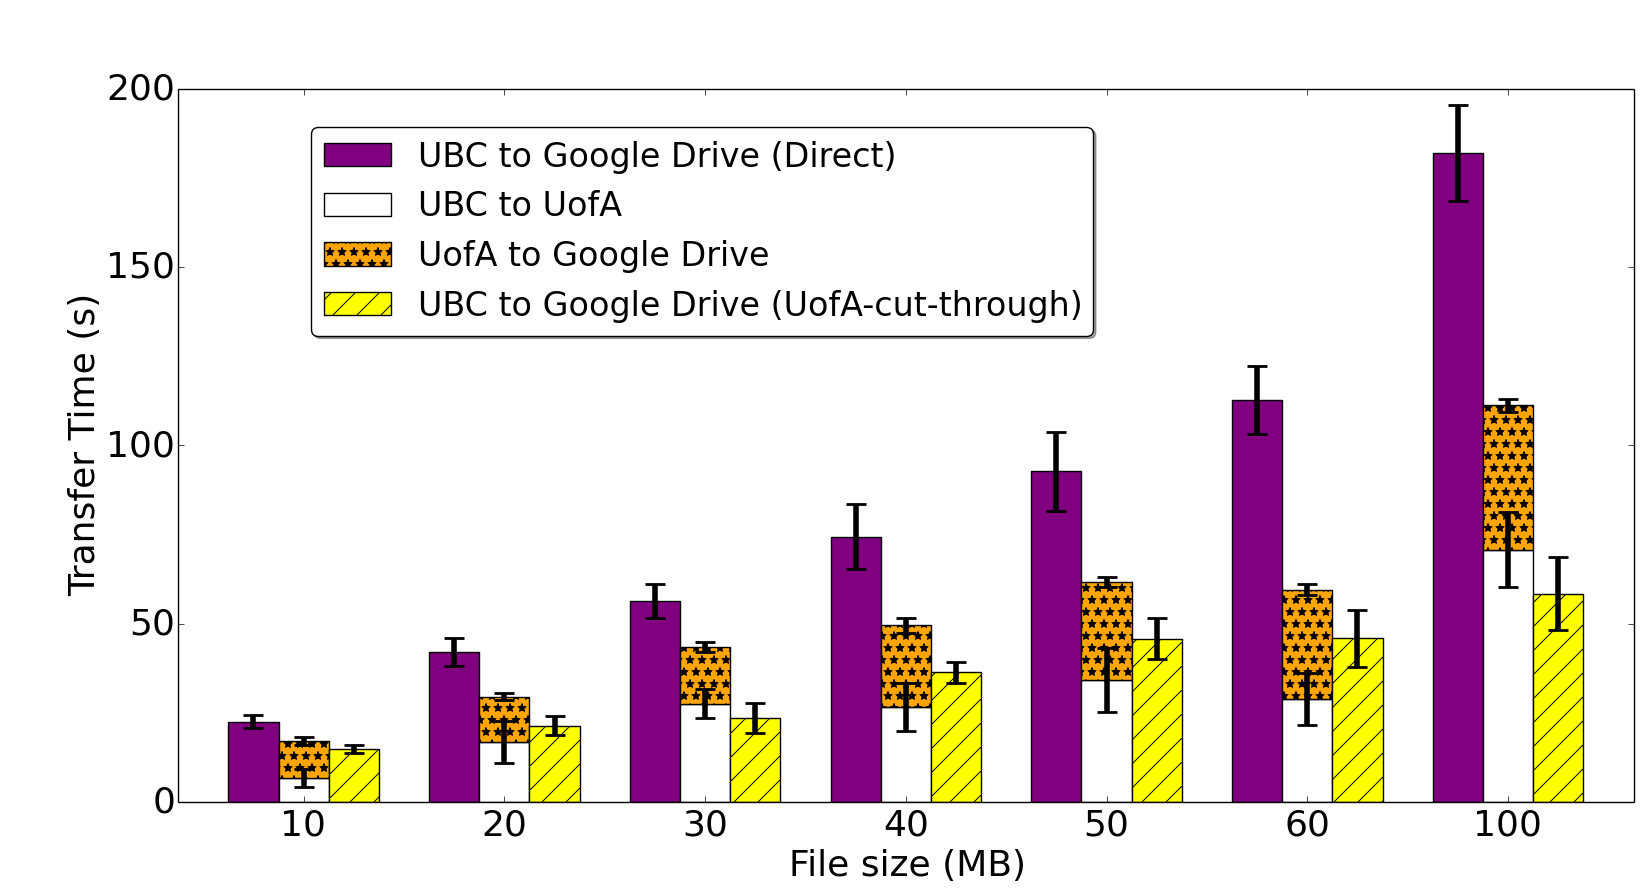 200
150
100
50
0
Transfer Time (s)
UBC to Google Drive (Direct)
UBC to UofA
UofA to Google Drive
UBC to Google Drive (UofA-cut-through)
10 20 30 40 50 60 100
File size (MB)